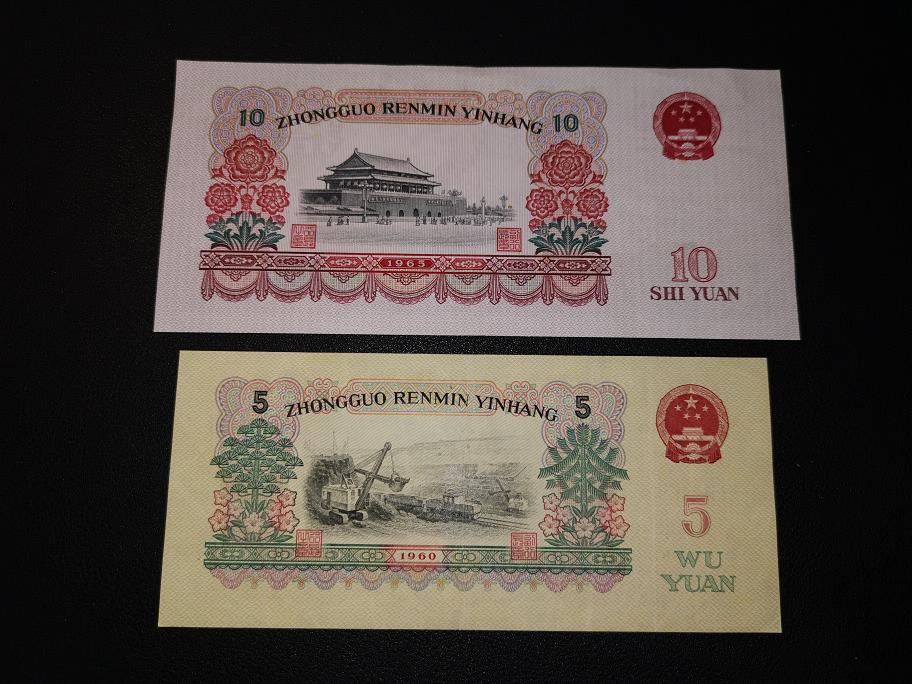 10 ZHONGGUO RENMIN YINHANG 10
1965
10
SHI YUAN
5 ZHONGGUO RENMIN YINHANG 5
1960
5
WU
YUAN